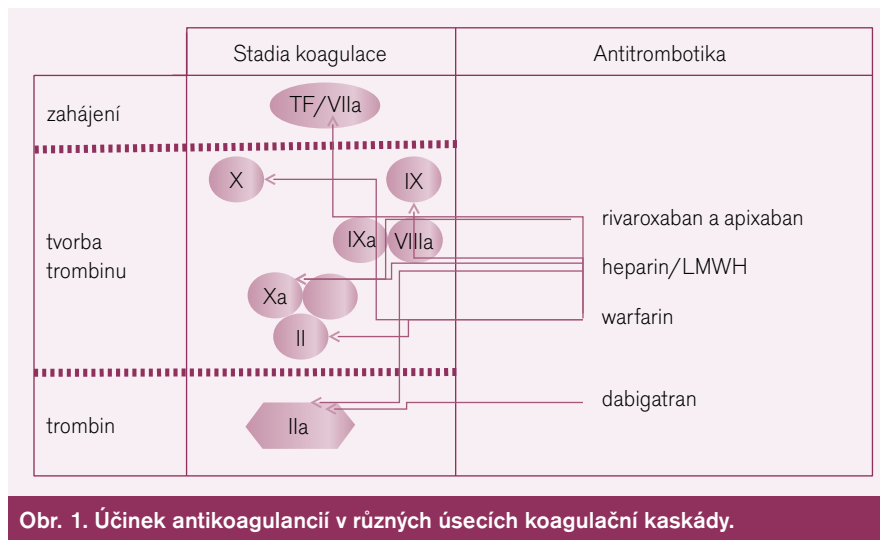 Stadia koagulace
Antitrombotika
zahájení
TF/VIIa
X
IX
tvorba
trombinu
IXa
VIIIa
rivaroxaban a apixaban
heparin/LMWH
Xa
warfarin
II
dabigatran
trombin
IIa
Obr. 1. Účinek antikoagulancií v různých úsecích koagulační kaskády.